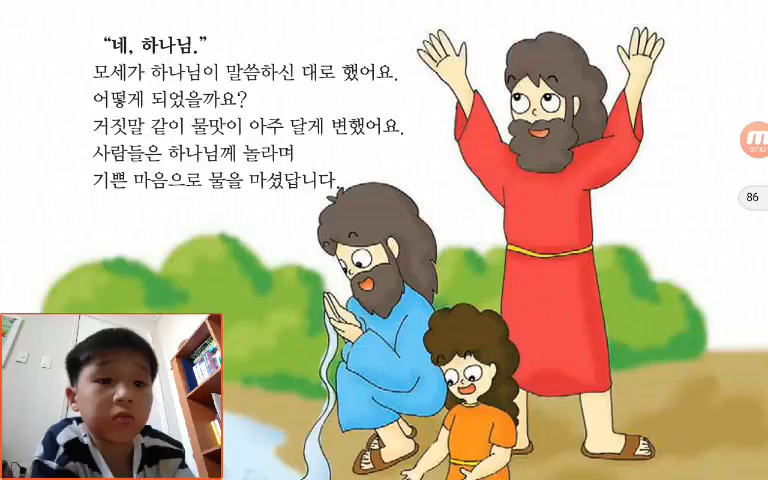 “네, 하나님.”
모세가 하나님이 말씀하신 대로 했어요.
어떻게 되었을까요?
거짓말 같이 물맛이 아주 달게 변했어요.
사람들은 하나님께 놀라며
기쁜 마음으로 물을 마셨답니다.
86